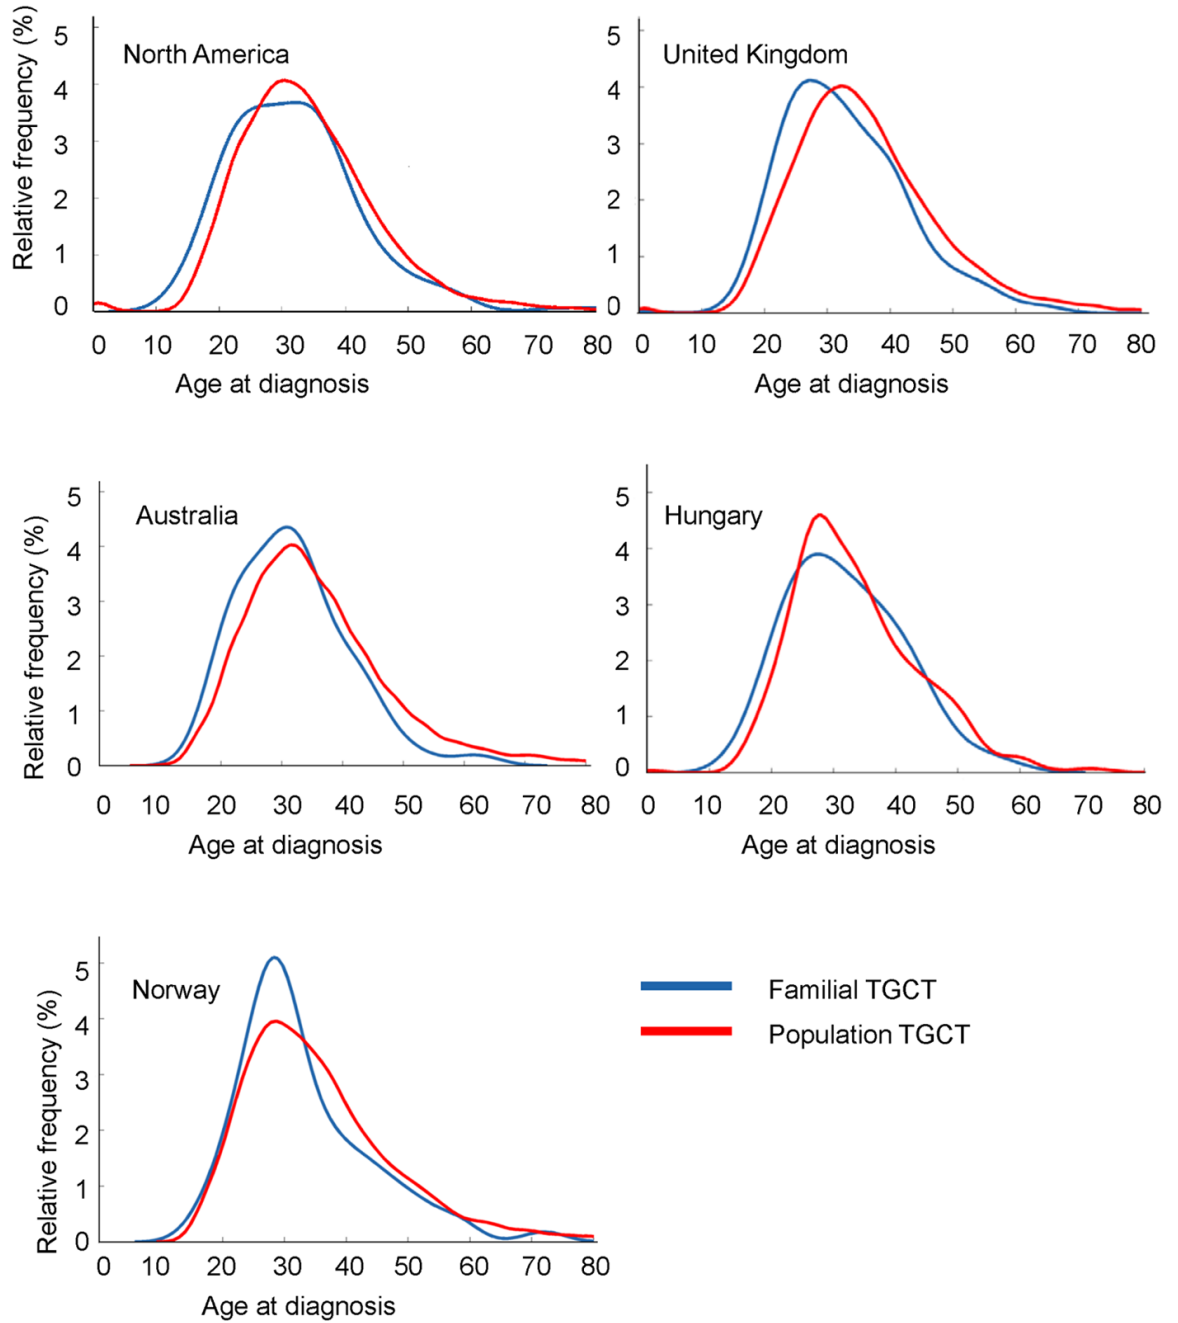 North America
Relative frequency (%)
5
4
3
2
1
0
0 10 20 30 40 50 60 70 80
Age at diagnosis
United Kingdom
5
4
3
2
1
0
0 10 20 30 40 50 60 70 80
Age at diagnosis
Australia
Relative frequency (%)
5
4
3
2
1
0
0 10 20 30 40 50 60 70 80
Age at diagnosis
Hungary
5
4
3
2
1
0
0 10 20 30 40 50 60 70 80
Age at diagnosis
Norway
Relative frequency (%)
5
4
3
2
1
0
0 10 20 30 40 50 60 70 80
Age at diagnosis
Familial TGCT
Population TGCT